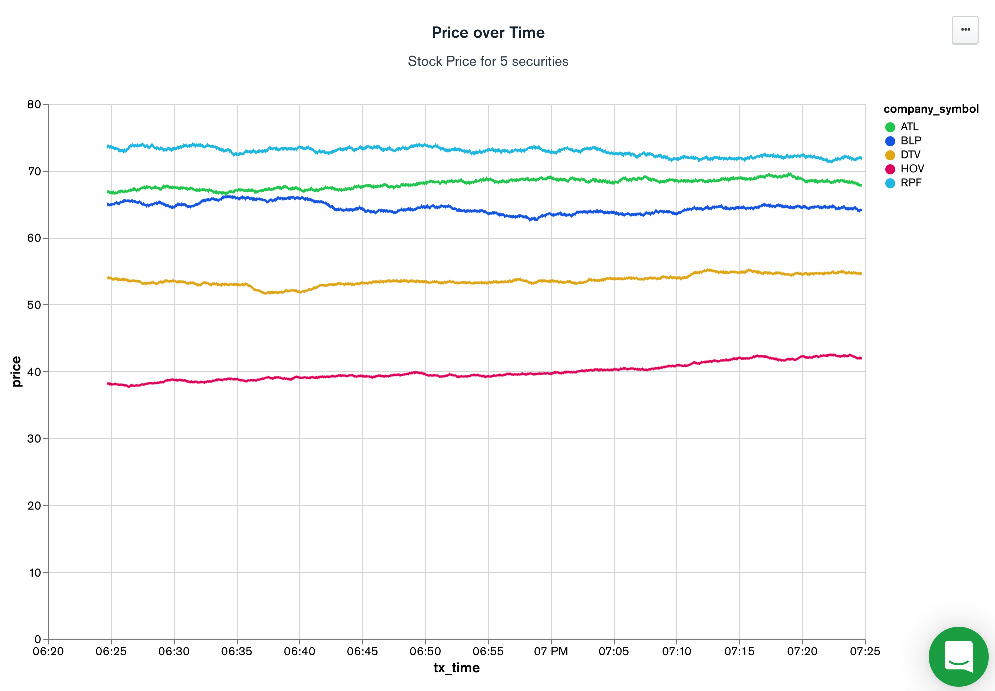 Price over Time
•••
Stock Price for 5 securities
company_symbol
ATL
BLP
DTV
HOV
RPF
80
70
60
50
40
30
20
10
0
price
06:20 06:25 06:30 06:35 06:40 06:45 06:50 06:55 07 PM 07:05 07:10 07:15 07:20 07:25
tx_time